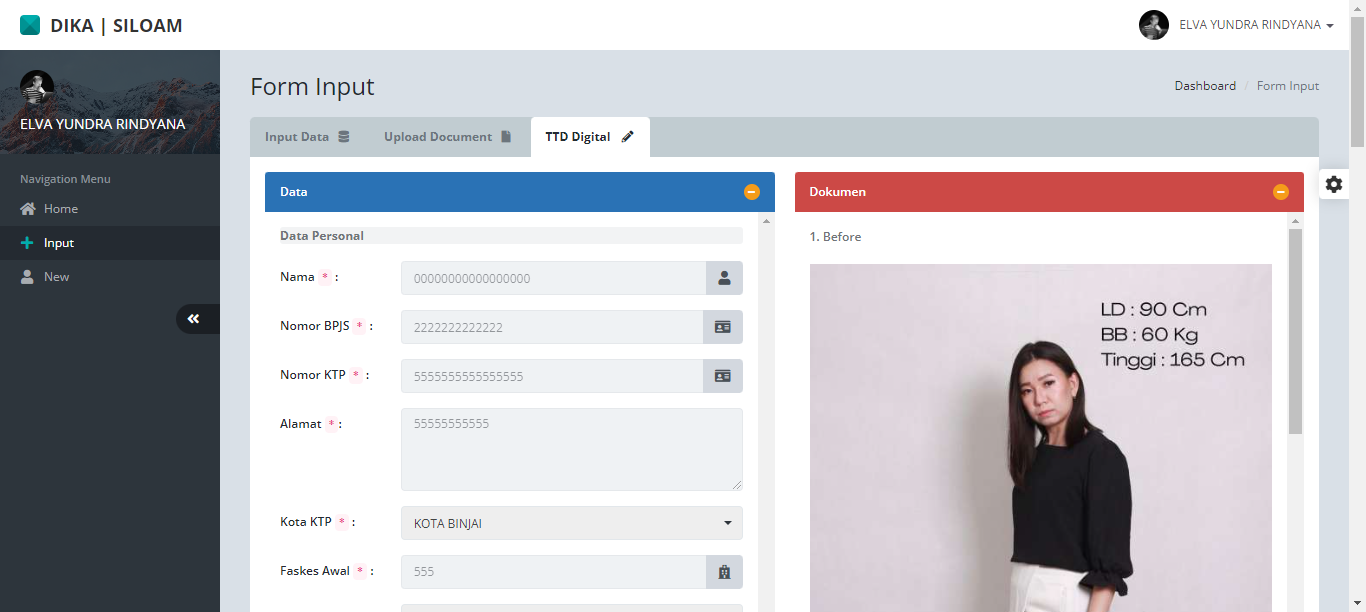 DIKA | SILOAM
ELVA YUNDRA RINDYANA
ELVA YUNDRA RINDYANA
Navigation Menu
Home
Input
New
Form Input
Dashboard / Form Input
Input Data
Upload Document
TTD Digital
Data
Data Personal
Nama * :
00000000000000000
Nomor BPJS * :
2222222222222
Nomor KTP * :
5555555555555555
Alamat * :
55555555555
Kota KTP * :
KOTA BINJAI
Faskes Awal * :
555
Dokumen
1. Before
LD : 90 Cm
BB : 60 Kg
Tinggi : 165 Cm